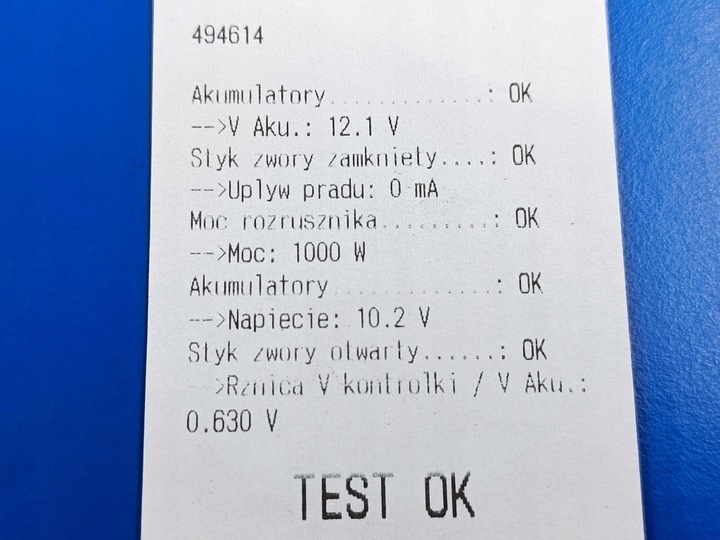 494614
Akumulatory..............: OK
-->V Aku.: 12.1 V
Styk zwory zamkniety....: OK
-->Uplyw pradu: 0 mA
Moc rozrusznika.........: OK
-->Moc: 1000 W
Akumulatory.............: OK
-->Napiecie: 10.2 V
Styk zwory otwarty......: OK
-->Rznica V kontrolki / V Aku.:
0.630 V
TEST OK